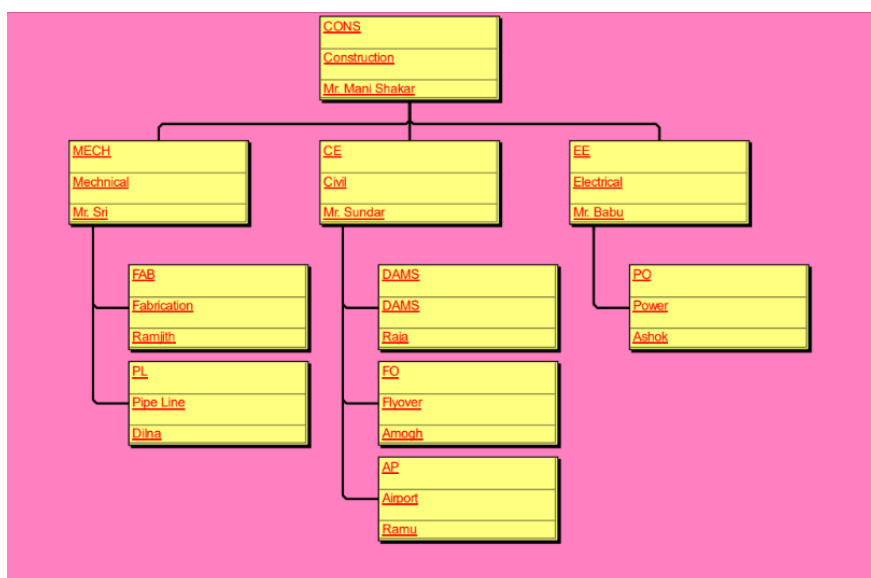 CONS
Construction
Mr. Mani Shakar
MECH
Mechnical
Mr. Sri
CE
Civil
Mr. Sundar
EE
Electrical
Mr. Babu
FAB
Fabrication
Ramjith
PL
Pipe Line
Dilna
DAMS
DAMS
Raja
FO
Flyover
Amogh
AP
Airport
Ramu
PO
Power
Ashok